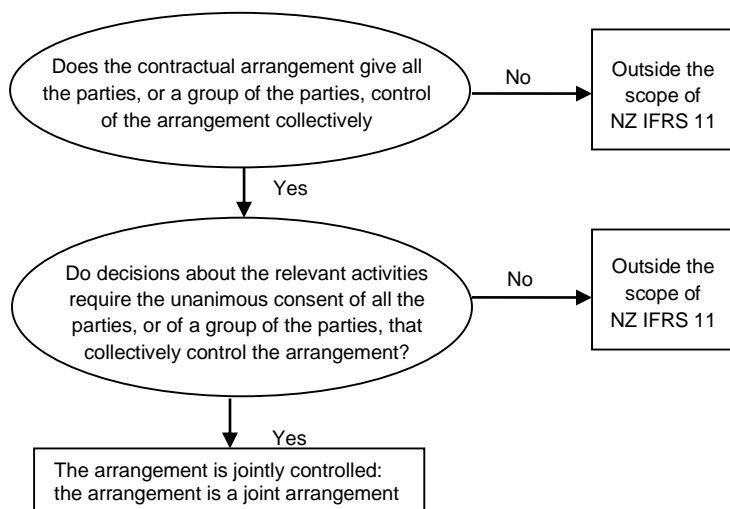 Does the contractual arrangement give all
the parties, or a group of the parties, control
of the arrangement collectively
No
Outside the
scope of
NZ IFRS 11
Yes
Do decisions about the relevant activities
require the unanimous consent of all the
parties, or of a group of the parties, that
collectively control the arrangement?
No
Outside the
scope of
NZ IFRS 11
Yes
The arrangement is jointly controlled:
the arrangement is a joint arrangement